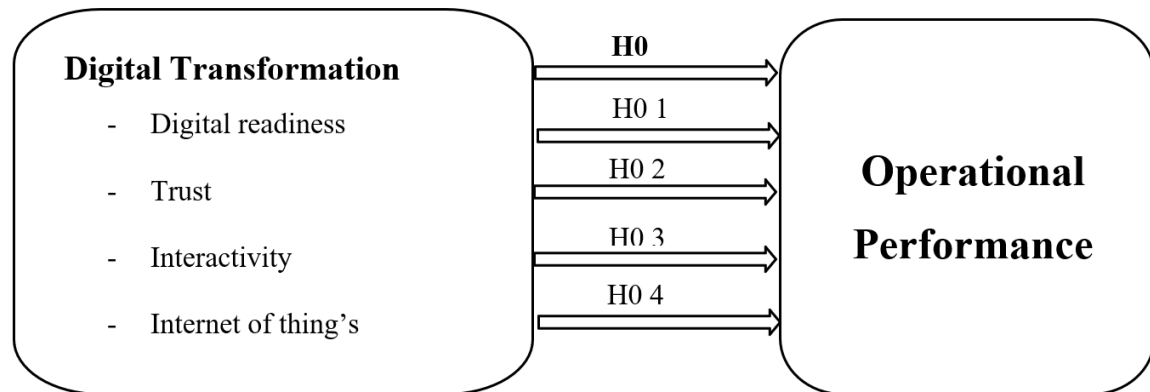 Digital Transformation
- Digital readiness
- Trust
- Interactivity
- Internet of thing's
H0
H0 1
H0 2
H0 3
H0 4
Operational
Performance